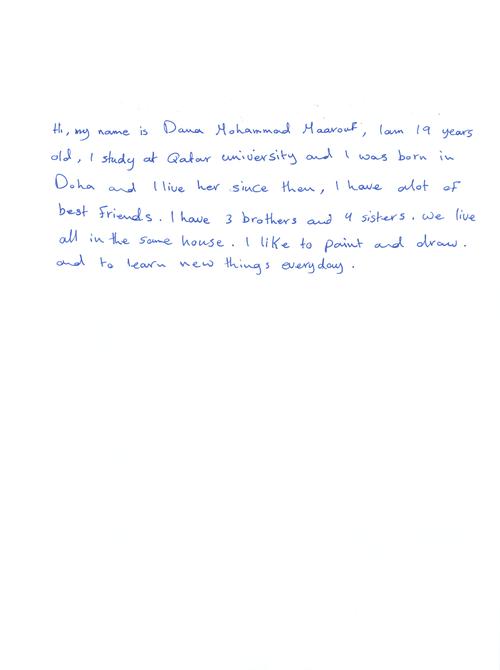 Hi, my name is Dana Mohammad Maarouf, I am 19 years
old, I study at Qatar university and I was born in
Doha and I live her since then, I have alot of
best friends. I have 3 brothers and 4 sisters. we live
all in the same house. I like to paint and draw.
and to learn new things everyday.